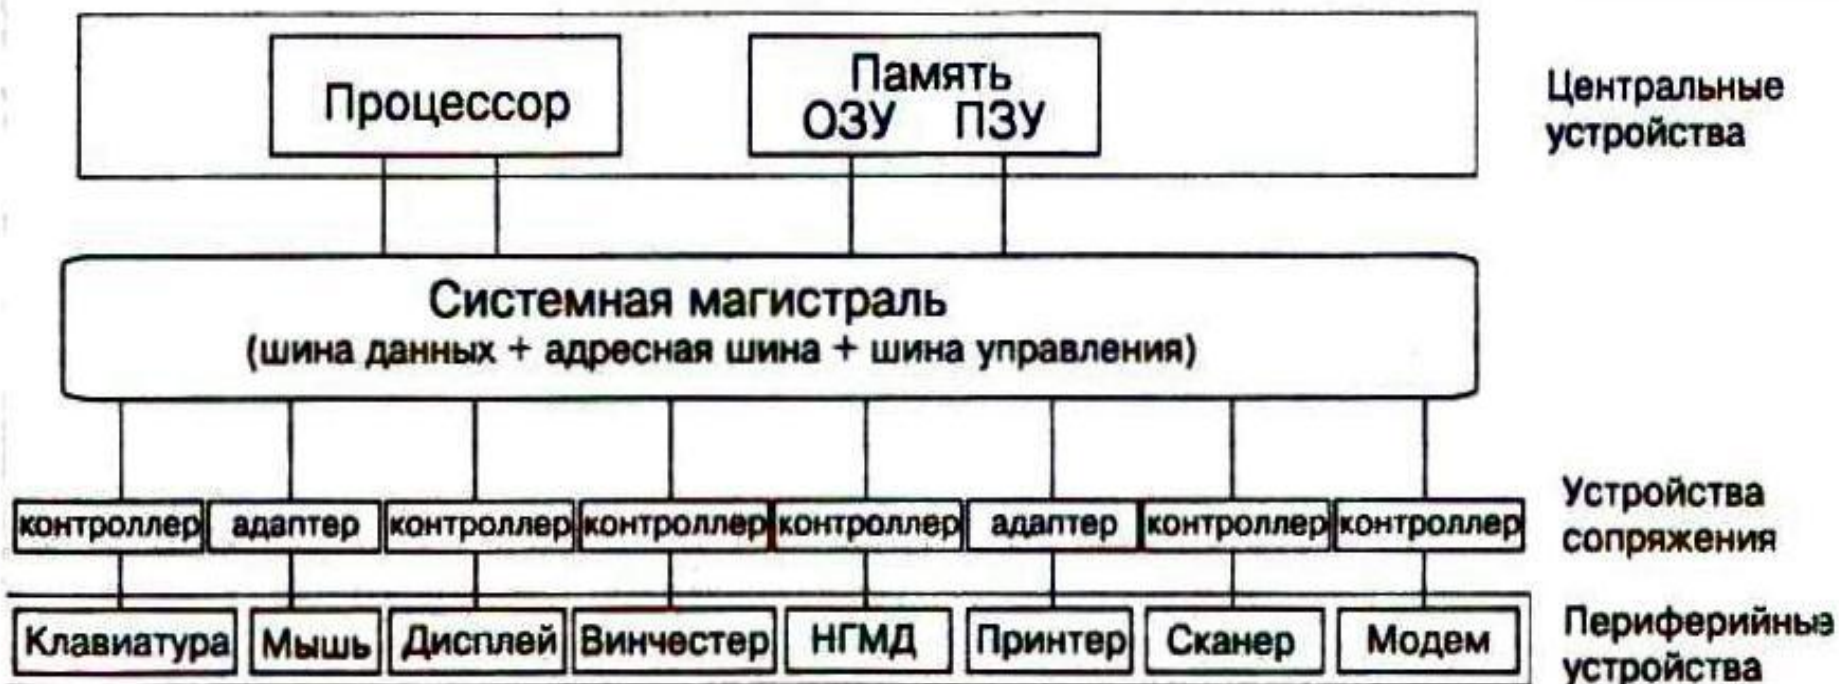 Процессор
Память
ОЗУ ПЗУ
Центральные
устройства
Системная магистраль
(шина данных + адресная шина + шина управления)
контроллер адаптер контроллер контроллер контроллер адаптер контроллер контроллер
Устройства
сопряжения
Клавиатура Мышь Дисплей Винчестер НГМД Принтер Сканер Модем
Периферийные
устройства